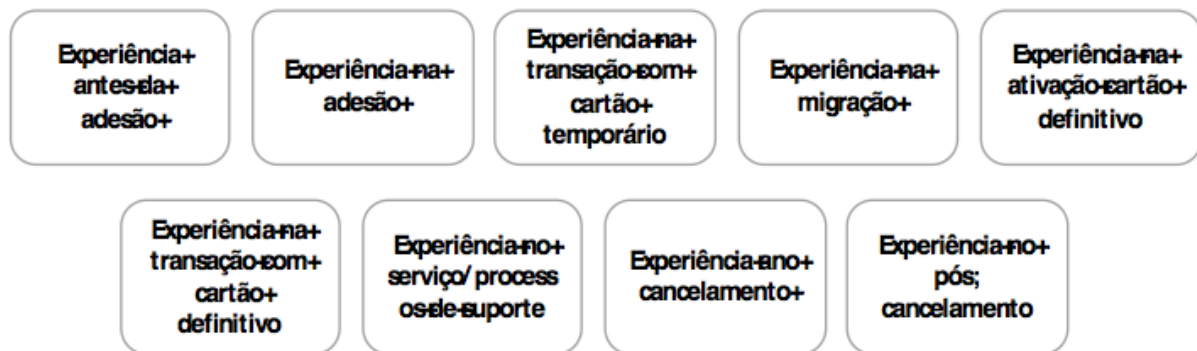 Experiência+
antes+da+
adesão+
Experiência+na+
adesão+
Experiência+na+
transação+com+
cartão+
temporário
Experiência+na+
migração+
Experiência+na+
ativação+cartão+
definitivo
Experiência+na+
transação+com+
cartão+
definitivo
Experiência+no+
serviço/process
os+de+suporte
Experiência+ano+
cancelamento+
Experiência+no+
pós;
cancelamento